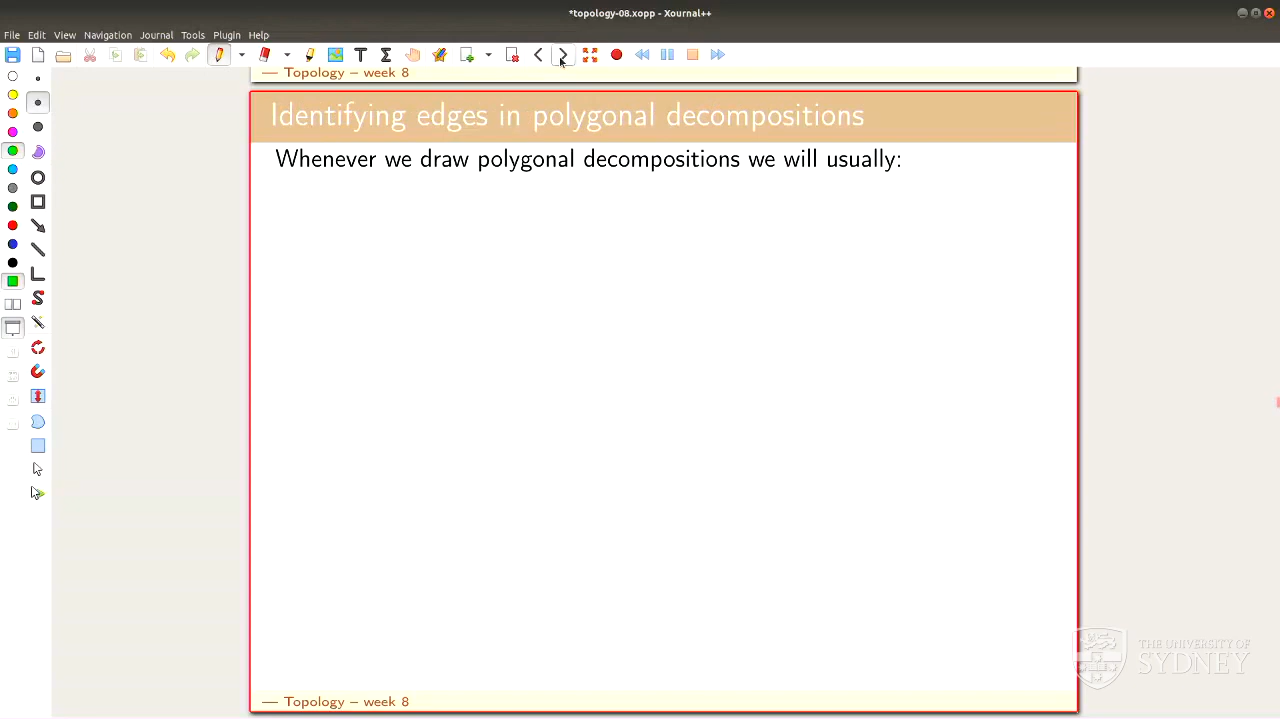 *topology-08.xopp - Xournal++
File Edit View Navigation Journal Tools Plugin Help
— Topology – week 8
Identifying edges in polygonal decompositions
Whenever we draw polygonal decompositions we will usually:
THE UNIVERSITY OF
SYDNEY
— Topology – week 8